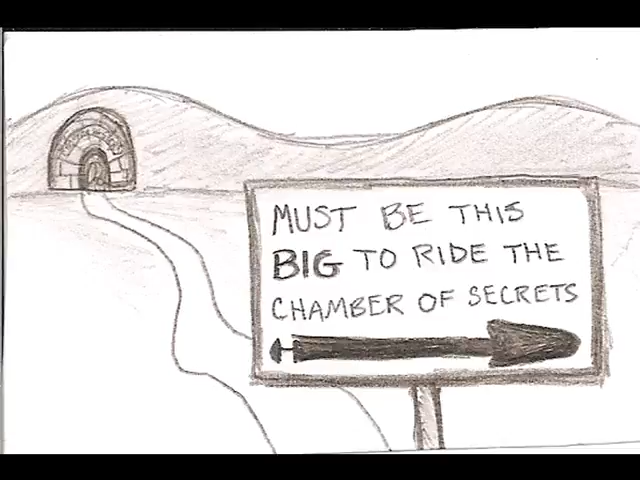 MUST BE THIS
BIG TO RIDE THE
CHAMBER OF SECRETS